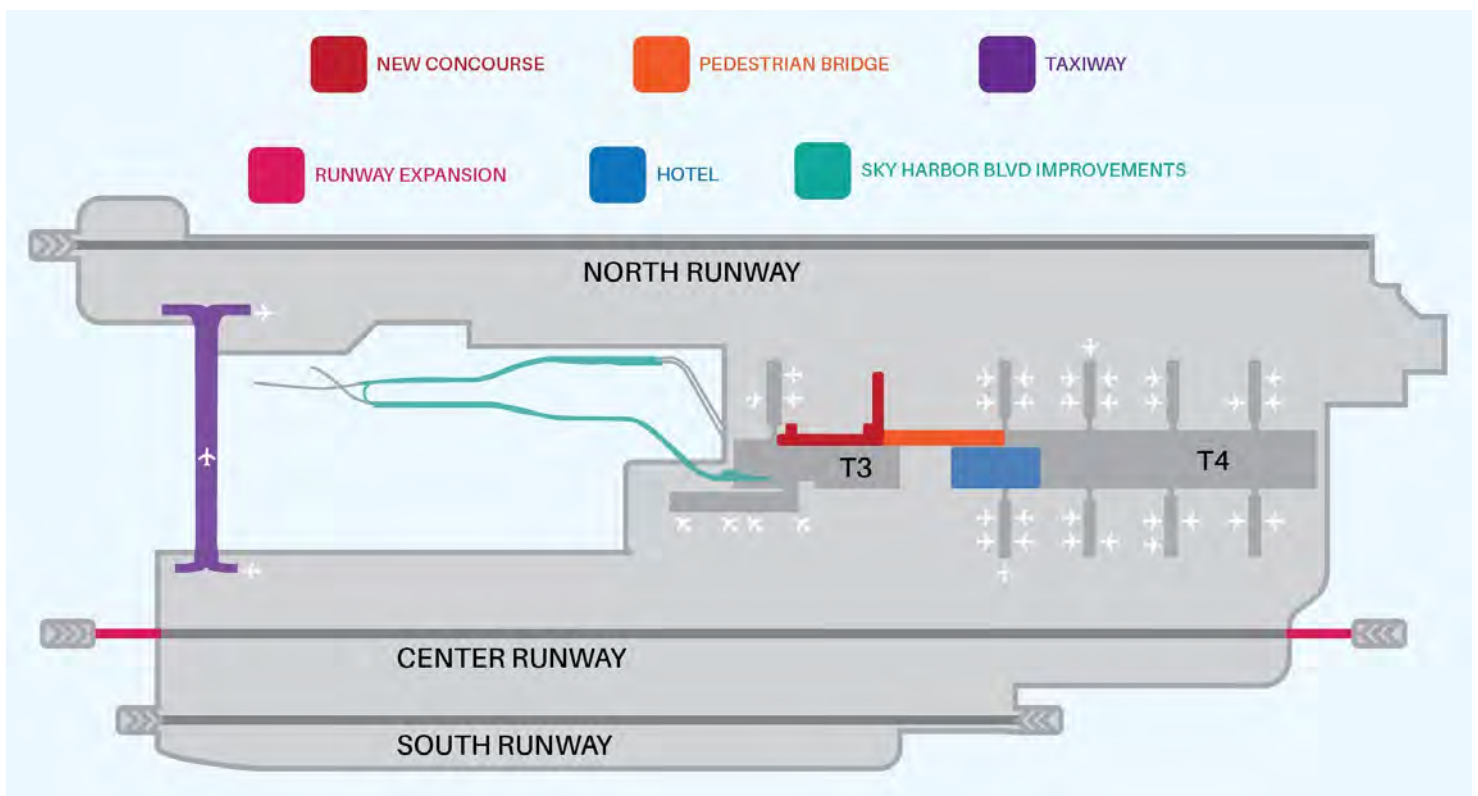 NEW CONCOURSE
PEDESTRIAN BRIDGE
TAXIWAY
RUNWAY EXPANSION
HOTEL
SKY HARBOR BLVD IMPROVEMENTS
NORTH RUNWAY
T3
T4
CENTER RUNWAY
SOUTH RUNWAY